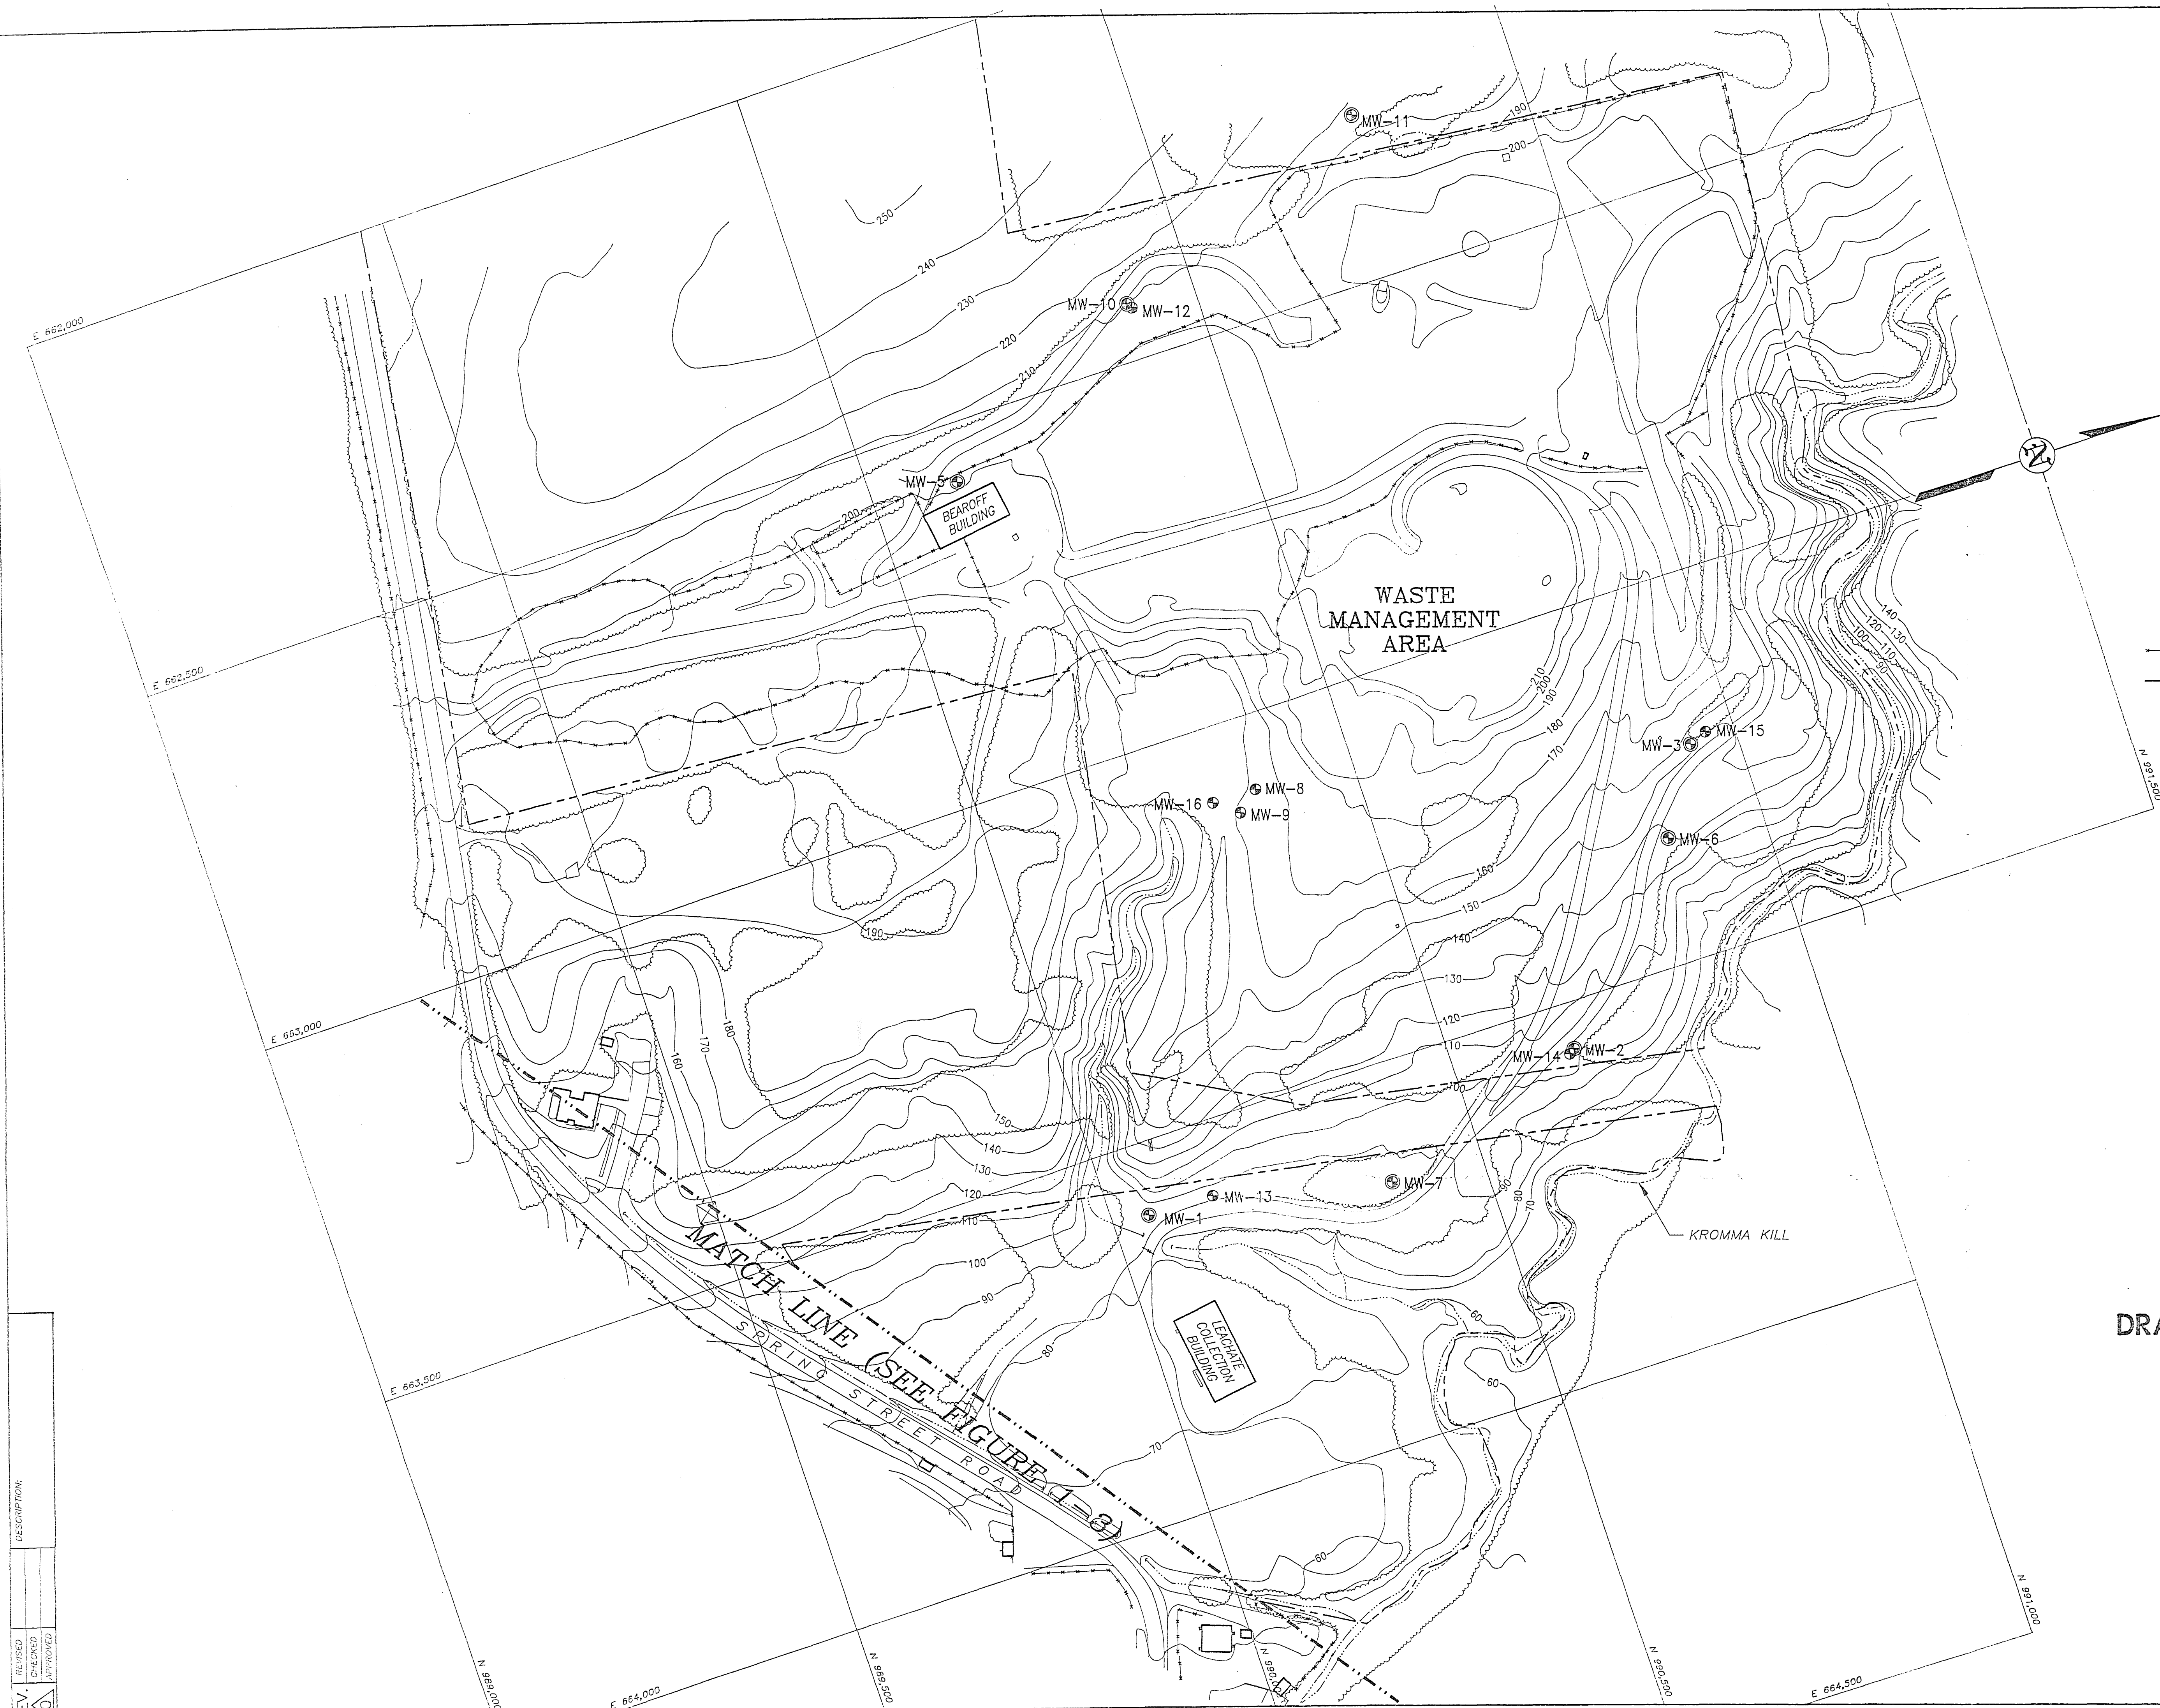 190
MW-11
200
250
240
230
MW-10
MW-12
220
210
E 662,000
MW-5
BEAROFF
BUILDING
200
WASTE
MANAGEMENT
AREA
140
120
130
100
110
90
E 662,500
210
200
190
180
170
MW-3
MW-15
N 991,500
MW-8
MW-16
MW-9
MW-6
160
150
190
140
130
E 663,000
180
170
160
120
110
MW-14
MW-2
100
150
140
130
120
110
MW-13
MW-7
MW-1
90
80
70
KROMMA KILL
100
90
80
60
MATCH LINE (SEE FIGURE 1-3)
SPRING STREET ROAD
LEACHATE
COLLECTION
BUILDING
E 663,500
60
70
60
DESCRIPTION:
REVISED
CHECKED
APPROVED
N 989,000
E 664,000
N 989,500
N 990,500
E 664,500
N 991,000